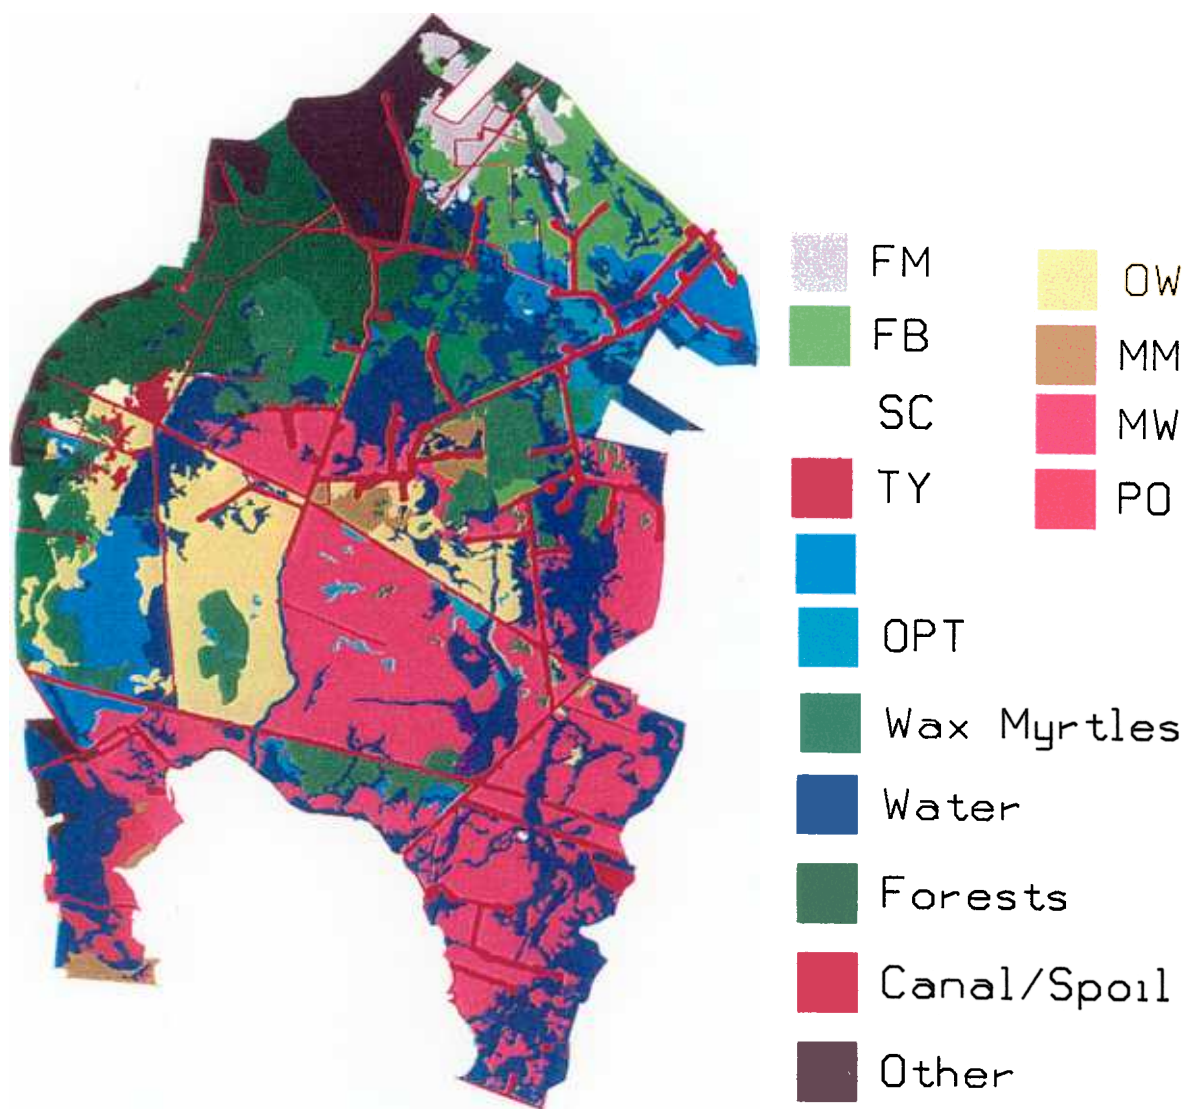 FM
FB
SC
TY
OPT
Wax Myrtles
Water
Forests
Canal/Spoil
Other
OW
MM
MW
PO